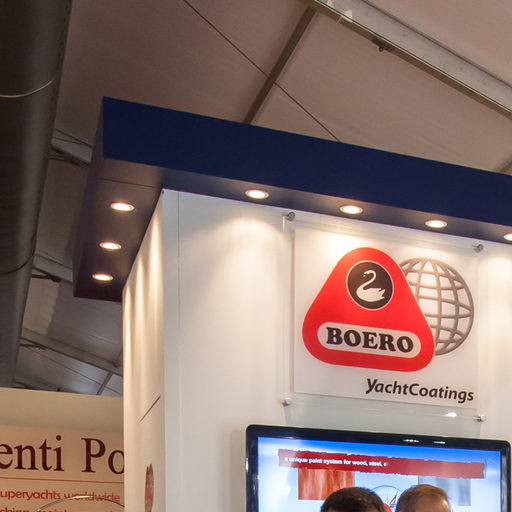 BOERO
YachtCoatings
a unique paint system for wood, steel,
enti Po
uperyachts worldwide